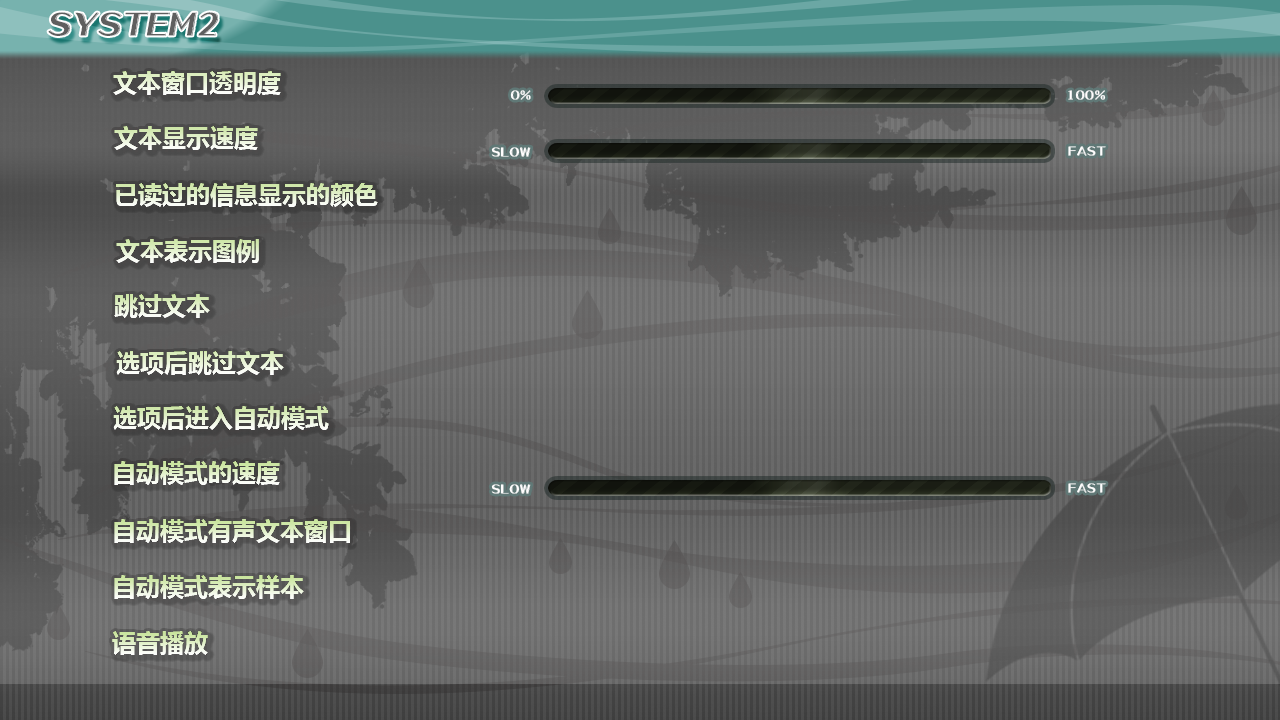 SYSTEM2
文本窗口透明度
0% 100%
文本显示速度
SLOW FAST
已读过的信息显示的颜色
文本表示图例
跳过文本
选项后跳过文本
选项后进入自动模式
自动模式的速度
SLOW FAST
自动模式有声文本窗口
自动模式表示样本
语音播放